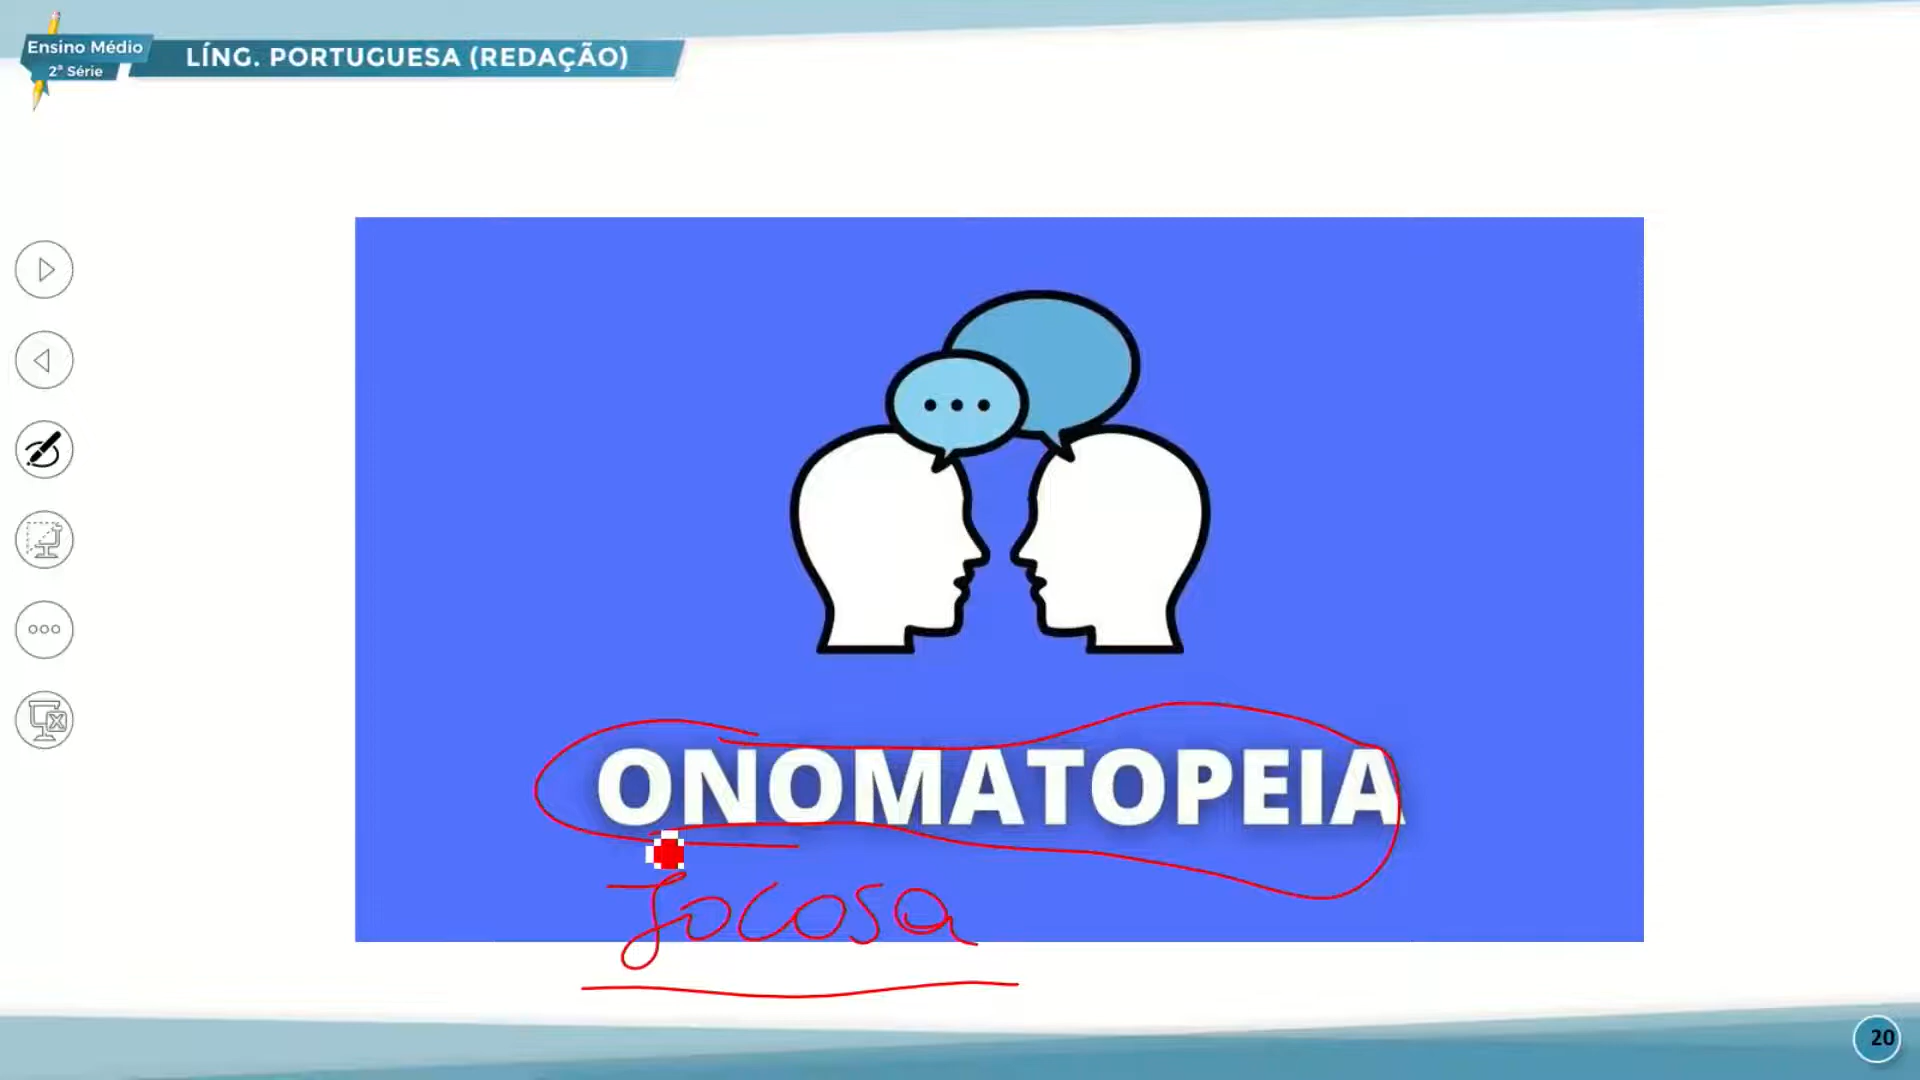 Ensino Médio
2ª Série
LÍNG. PORTUGUESA (REDAÇÃO)
ONOMATOPEIA
Jocosa
20